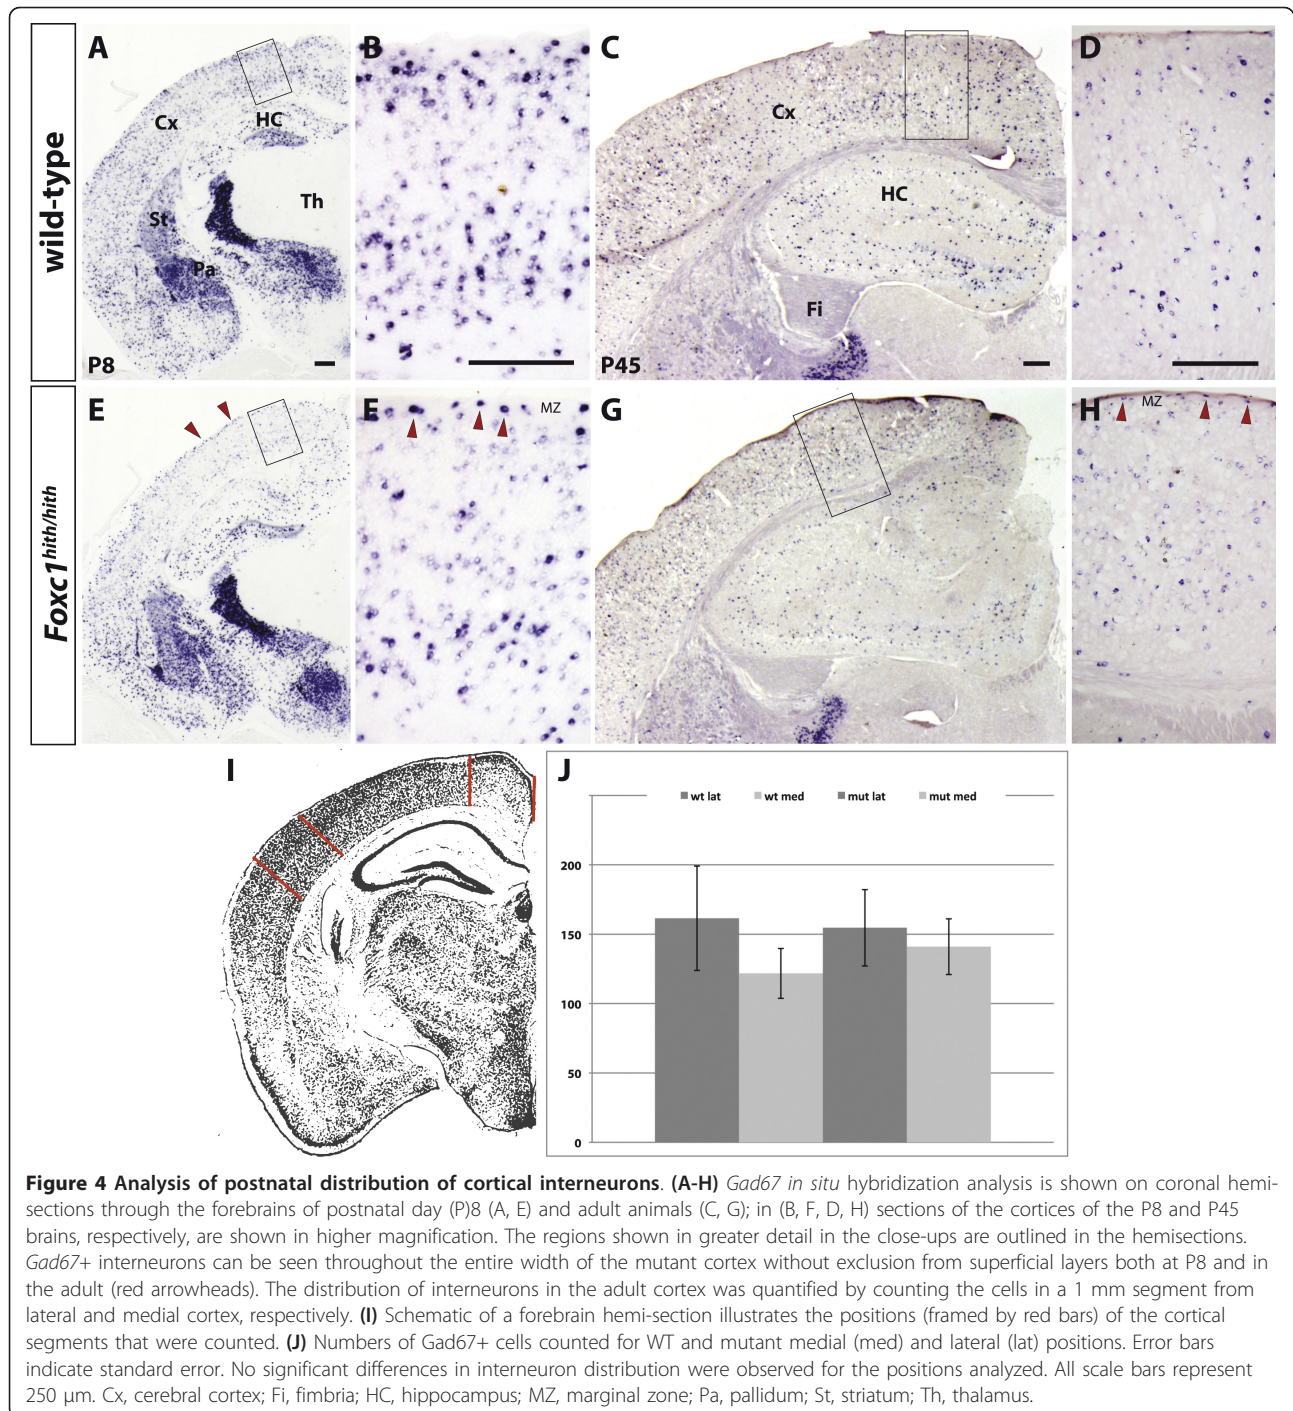 wild-type
A
Cx
HC
Th
St
Pa
P8
B
C
Cx
HC
Fi
P45
D
Foxc1hith/hith
E
E
MZ
G
H
MZ
I
J
wt lat
wt med
mut lat
mut med
200
150
100
50
0
Figure 4 Analysis of postnatal distribution of cortical interneurons. (A-H) Gad67 in situ hybridization analysis is shown on coronal hemi-
sections through the forebrains of postnatal day (P)8 (A, E) and adult animals (C, G); in (B, F, D, H) sections of the cortices of the P8 and P45
brains, respectively, are shown in higher magnification. The regions shown in greater detail in the close-ups are outlined in the hemisections.
Gad67+ interneurons can be seen throughout the entire width of the mutant cortex without exclusion from superficial layers both at P8 and in
the adult (red arrowheads). The distribution of interneurons in the adult cortex was quantified by counting the cells in a 1 mm segment from
lateral and medial cortex, respectively. (I) Schematic of a forebrain hemi-section illustrates the positions (framed by red bars) of the cortical
segments that were counted. (J) Numbers of Gad67+ cells counted for WT and mutant medial (med) and lateral (lat) positions. Error bars
indicate standard error. No significant differences in interneuron distribution were observed for the positions analyzed. All scale bars represent
250 μm. Cx, cerebral cortex; Fi, fimbria; HC, hippocampus; MZ, marginal zone; Pa, pallidum; St, striatum; Th, thalamus.